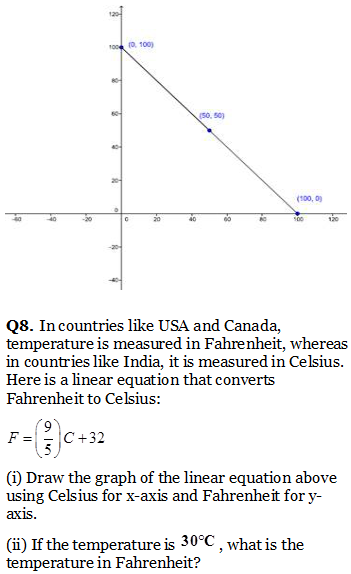 120
100
(0, 100)
80
60
(50, 50)
40
20
(100, 0)
0
-60 -40 -20 0 20 40 60 80 100 120
-20
-40
Q8. In countries like USA and Canada,
temperature is measured in Fahrenheit, whereas
in countries like India, it is measured in Celsius.
Here is a linear equation that converts
Fahrenheit to Celsius:
F = (9/5) C + 32
(i) Draw the graph of the linear equation above
using Celsius for x-axis and Fahrenheit for y-
axis.
(ii) If the temperature is 30°C , what is the
temperature in Fahrenheit?